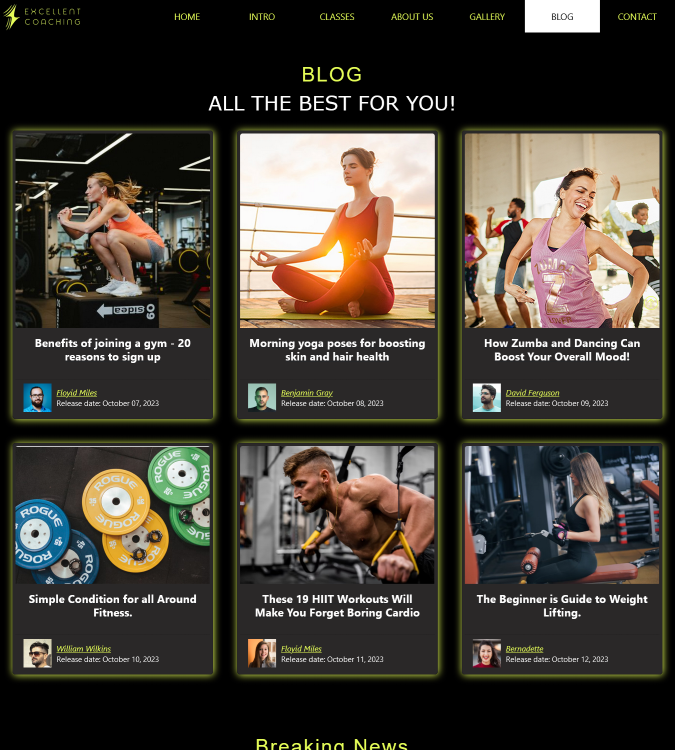 EXCELLENT
COACHING
HOME
INTRO
CLASSES
ABOUT US
GALLERY
BLOG
CONTACT
BLOG
ALL THE BEST FOR YOU!
Benefits of joining a gym - 20
reasons to sign up
Floyid Miles
Release date: October 07, 2023
Morning yoga poses for boosting
skin and hair health
Benjamin Gray
Release date: October 08, 2023
ZUMBA
Z
How Zumba and Dancing Can
Boost Your Overall Mood!
David Ferguson
Release date: October 09, 2023
ROGUE
ROGUE
ROGUE
ROGUE
Simple Condition for all Around
Fitness.
William Wilkins
Release date: October 10, 2023
These 19 HIIT Workouts Will
Make You Forget Boring Cardio
Floyid Miles
Release date: October 11, 2023
The Beginner is Guide to Weight
Lifting.
Bernadette
Release date: October 12, 2023
Breaking News